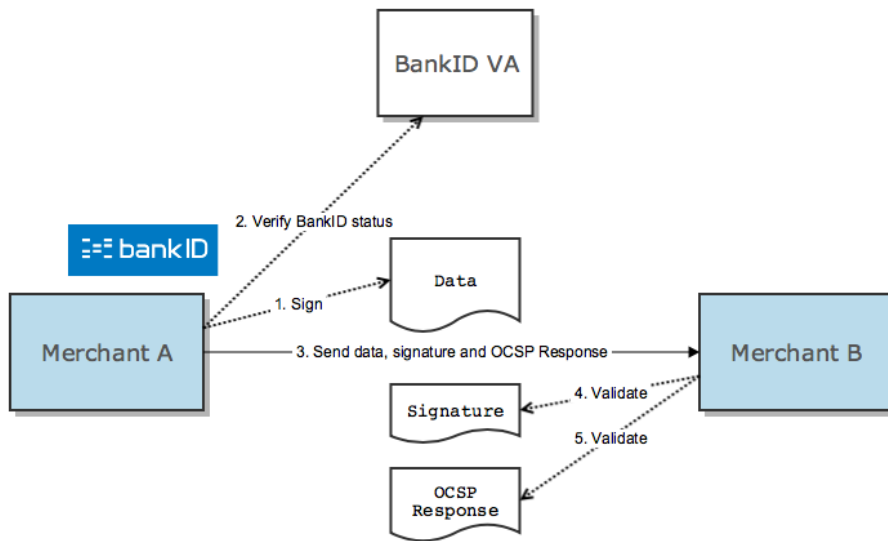 BankID VA
2. Verify BankID status
bankID
Data
1. Sign
Merchant A
3. Send data, signature and OCSP Response
Merchant B
4. Validate
Signature
5. Validate
OCSP
Response